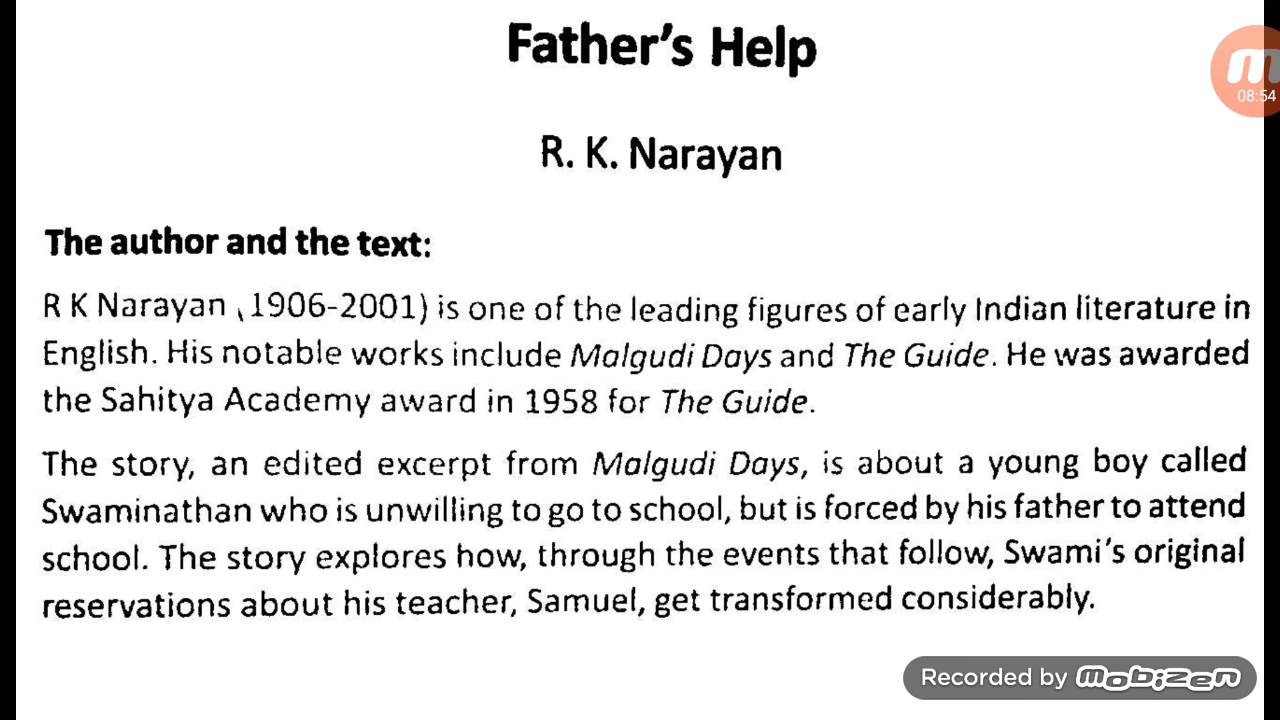 Father's Help
08:54
R. K. Narayan
The author and the text:
R K Narayan (1906-2001) is one of the leading figures of early Indian literature in
English. His notable works include Malgudi Days and The Guide. He was awarded
the Sahitya Academy award in 1958 for The Guide.
The story, an edited excerpt from Malgudi Days, is about a young boy called
Swaminathan who is unwilling to go to school, but is forced by his father to attend
school. The story explores how, through the events that follow, Swami's original
reservations about his teacher, Samuel, get transformed considerably.
Recorded by Mobizen